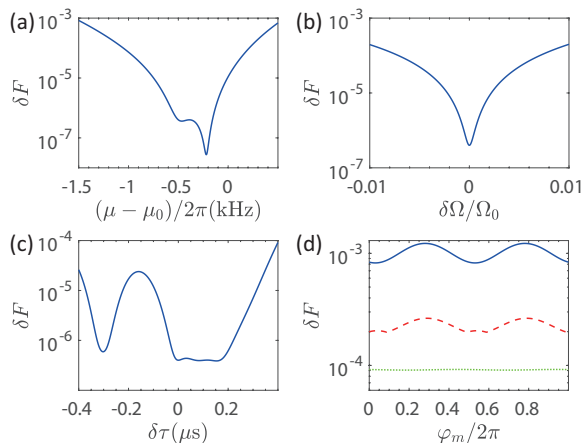 (a)
10⁻³
10⁻⁵
10⁻⁷
δF
-1.5 -1 -0.5 0
(μ − μ₀)/2π(kHz)
(b)
10⁻³
10⁻⁵
10⁻⁷
δF
-0.01 0 0.01
δΩ/Ω₀
(c)
10⁻⁴
10⁻⁵
10⁻⁶
δF
-0.4 -0.2 0 0.2
δτ(μs)
(d)
10⁻³
10⁻⁴
δF
0 0.2 0.4 0.6 0.8
φₘ/2π